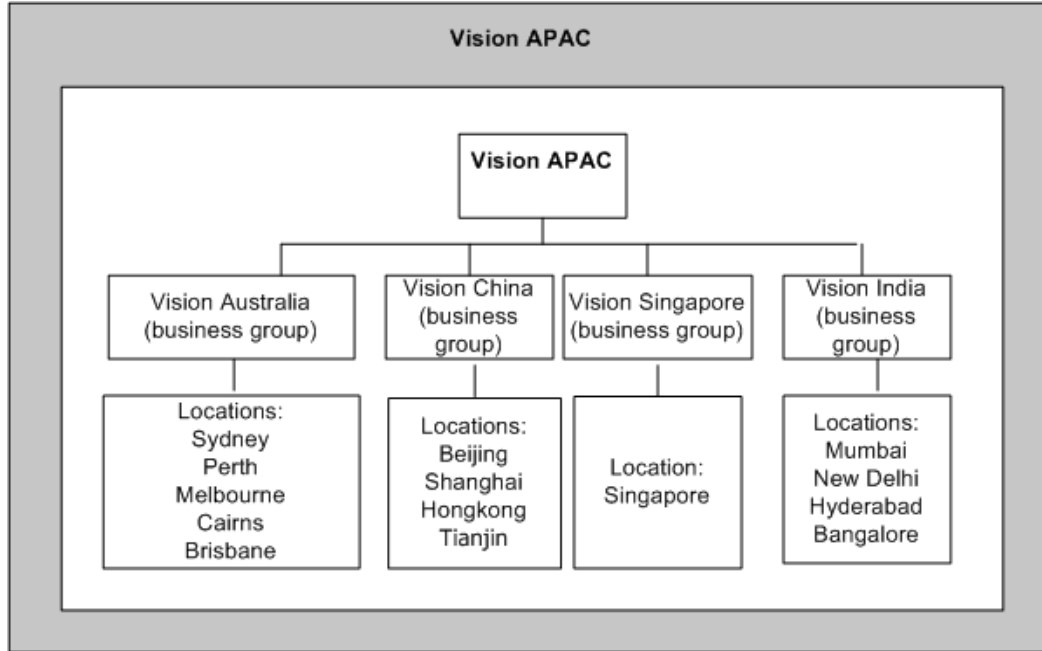 Vision APAC
Vision APAC
Vision Australia
(business group)
Vision China
(business
group)
Vision Singapore
(business group)
Vision India
(business
group)
Locations:
Sydney
Perth
Melbourne
Cairns
Brisbane
Locations:
Beijing
Shanghai
Hongkong
Tianjin
Location:
Singapore
Locations:
Mumbai
New Delhi
Hyderabad
Bangalore